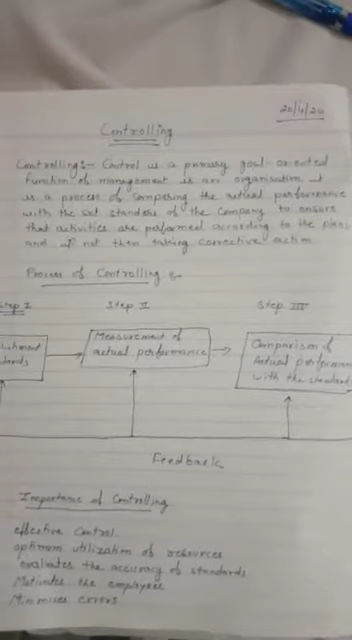 20/4/20
Controlling
Controlling:- Control is a primary goal-oriented
function of management in an organisation it
is a process of comparing the actual performance
with the set standers of the company to ensure
that activities are performed according to the plans
and if not then taking corrective action
Process of Controlling :-
Step I Step II Step III
Measurement of
actual performance
Comparison of
Actual performance
with the standard
Feedback
Importance of Controlling
effective control
optimum utilization of resources
evaluates the accuracy of standards
Motivates the employees
Minimises errors